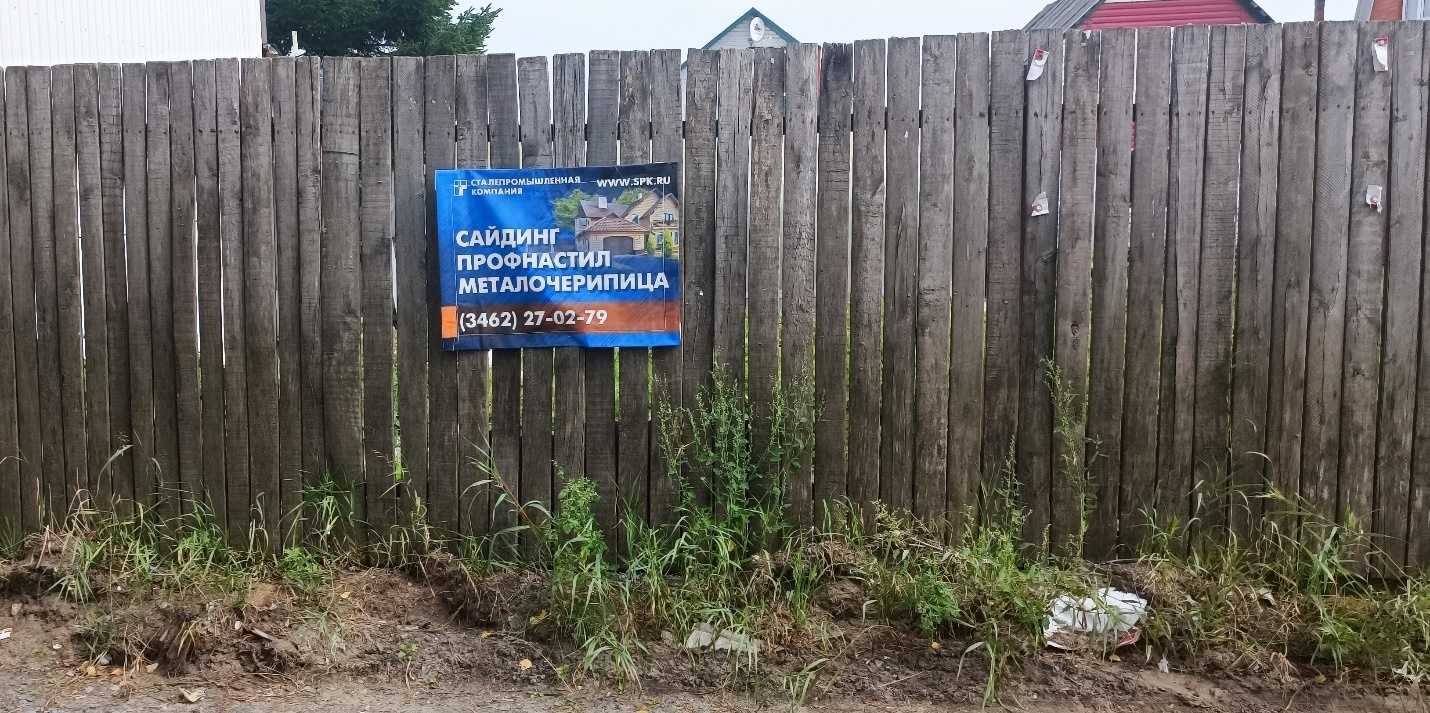 СТАЛЕПРОМЫШЛЕННАЯ
КОМПАНИЯ
WWW.SPK.RU
САЙДИНГ
ПРОФНАСТИЛ
МЕТАЛОЧЕРИПИЦА
(3462) 27-02-79